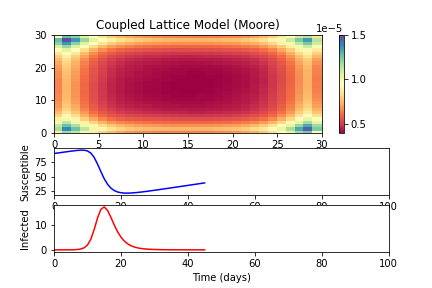 Coupled Lattice Model (Moore)
1e−5
30
20
10
0
0 5 10 15 20 25 30
1.5
1.0
0.5
Susceptible
75
50
25
0 20 40 60 80 100
Infected
10
0
0 20 40 60 80 100
Time (days)